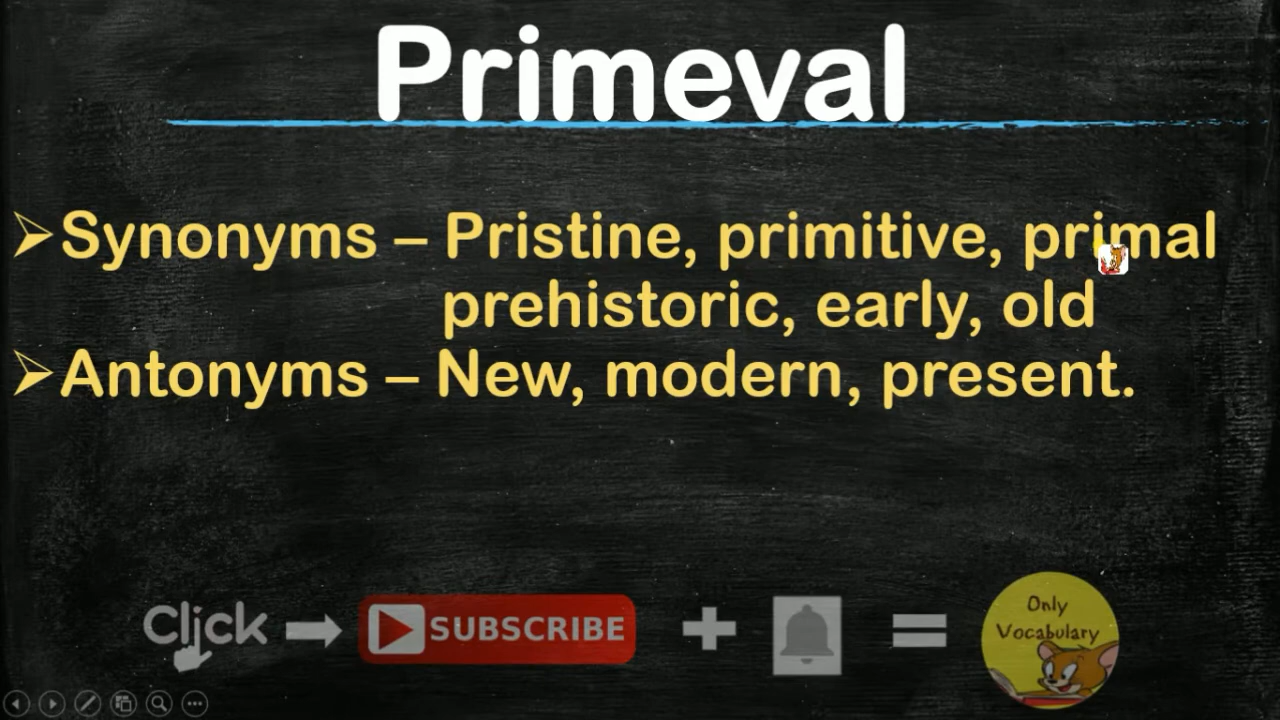 Primeval
➢Synonyms – Pristine, primitive, primal
prehistoric, early, old
➢Antonyms – New, modern, present.
Click
SUBSCRIBE
Only
Vocabulary